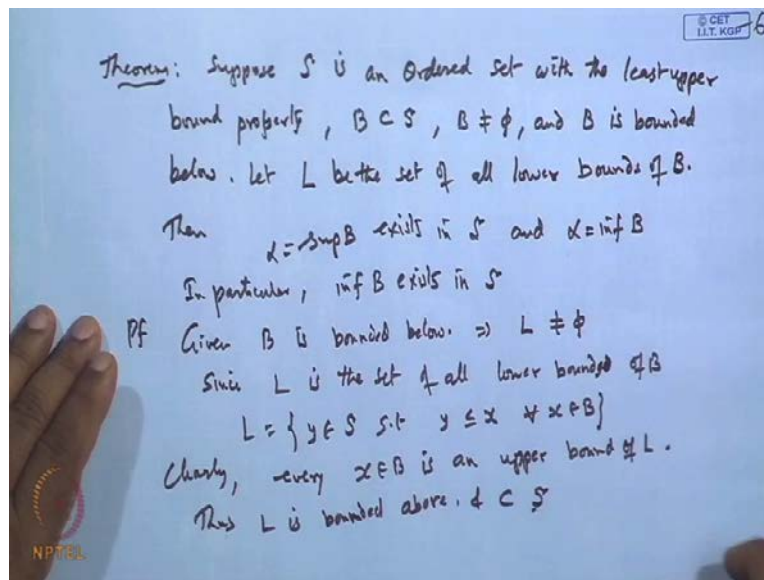 © CET
I.I.T. KGP
Theorem: Suppose S is an Ordered set with the least upper
bound property, B ⊂ S, B ≠ ϕ, and B is bounded
below. Let L be the set of all lower bounds of B.
Then α = sup B exists in S and α = inf B
In particular, inf B exists in S
Pf Given B is bounded below. ⇒ L ≠ ϕ
Since L is the set of all lower bounded of B
L = { y ∈ S s.t y ≤ x ∀ x ∈ B }
Clearly, every x ∈ B is an upper bound of L.
Thus L is bounded above. & ⊂ S
NPTEL